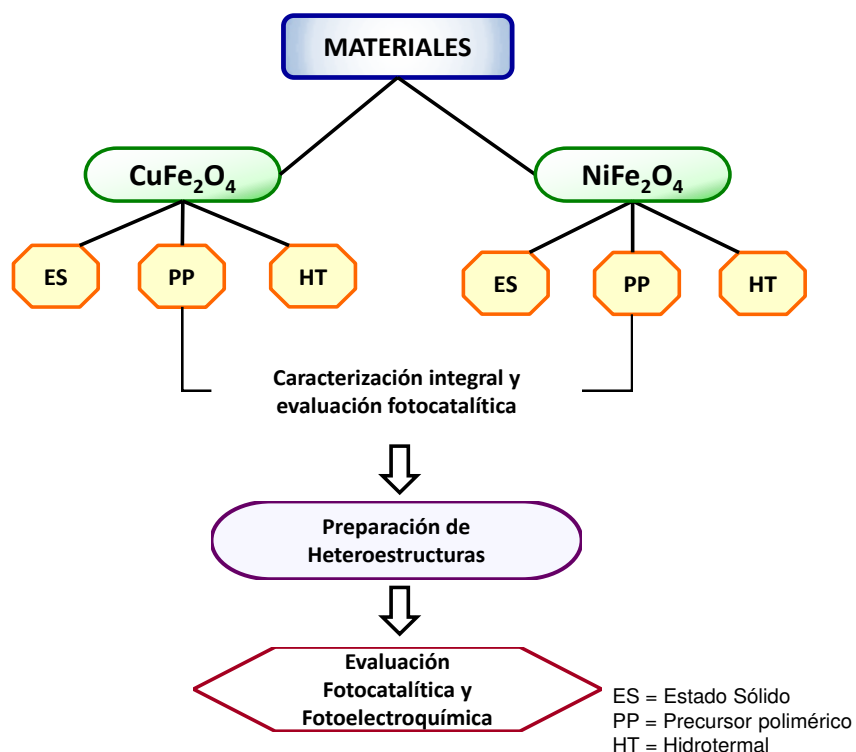 MATERIALES
CuFe₂O₄
NiFe₂O₄
ES
PP
HT
ES
PP
HT
Caracterización integral y
evaluación fotocatalítica
Preparación de
Heteroestructuras
Evaluación
Fotocatalítica y
Fotoelectroquímica
ES = Estado Sólido
PP = Precursor polimérico
HT = Hidrotermal